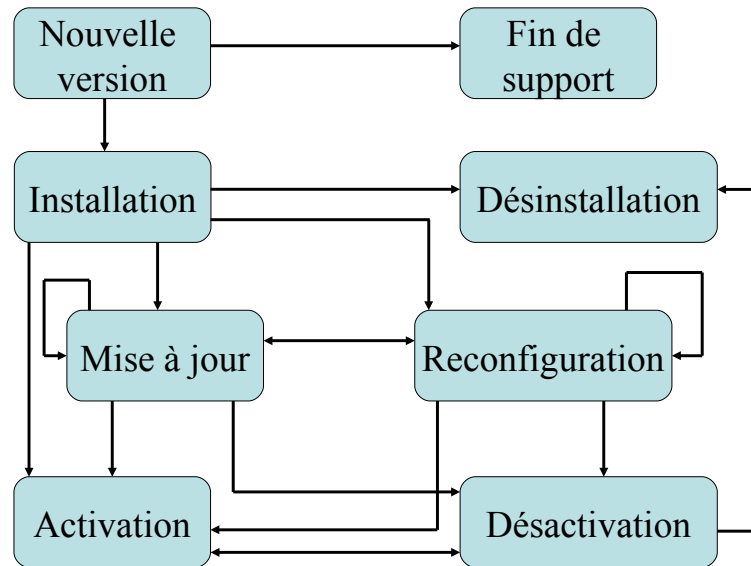 Nouvelle
version
Fin de
support
Installation
Désinstallation
Mise à jour
Reconfiguration
Activation
Désactivation